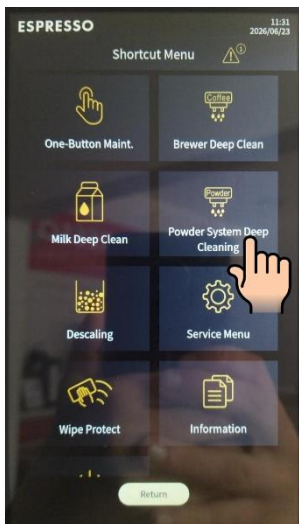 ESPRESSO
11:31
2026/06/23
Shortcut Menu
1
Coffee
One-Button Maint.
Brewer Deep Clean
Powder
Milk Deep Clean
Powder System Deep
Cleaning
Descaling
Service Menu
Wipe Protect
Information
Return